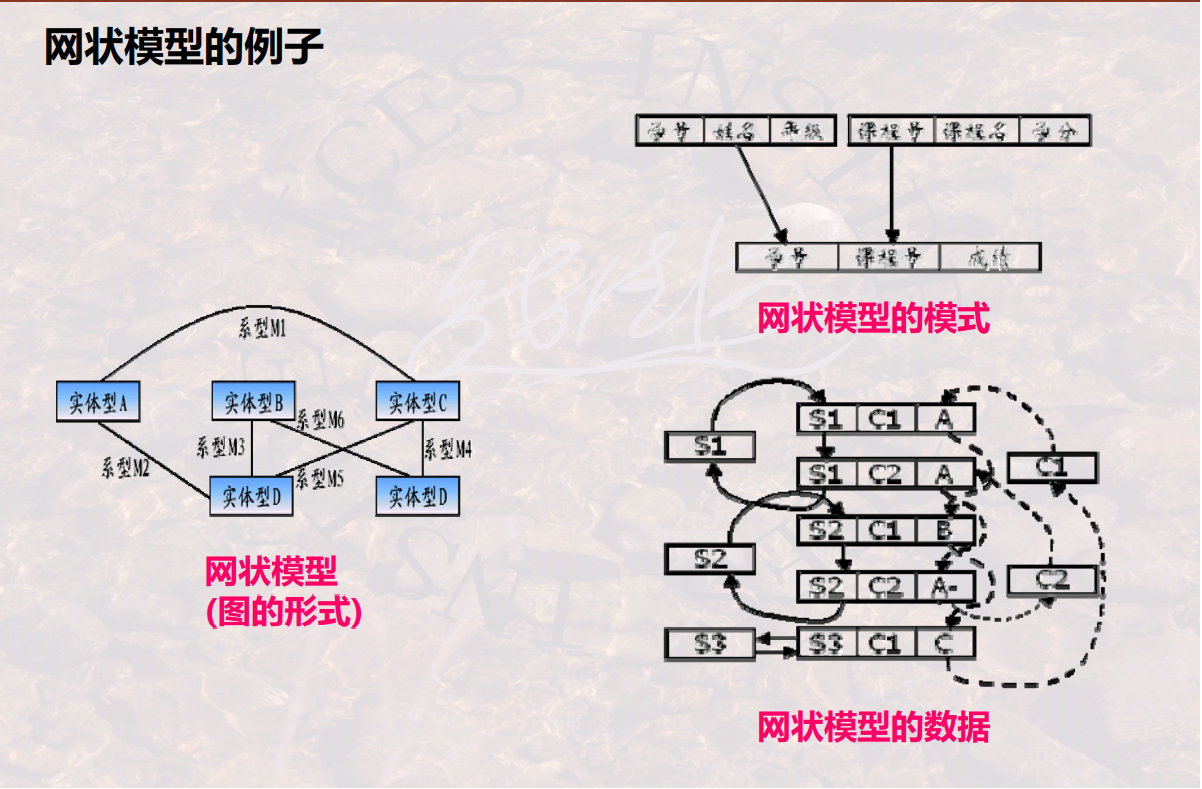 网状模型的例子
学号 姓名 年级
课程号 课程名 学分
学号 课程号 成绩
网状模型的模式
系型M1
实体型A
实体型B
实体型C
系型M6
系型M3
系型M4
系型M2
系型M5
实体型D
实体型D
网状模型
(图的形式)
S1 C1 A
S1
S1 C2 A
C1
S2 C1 B
S2
S2 C2 A-
C2
S3
S3 C1 C
网状模型的数据